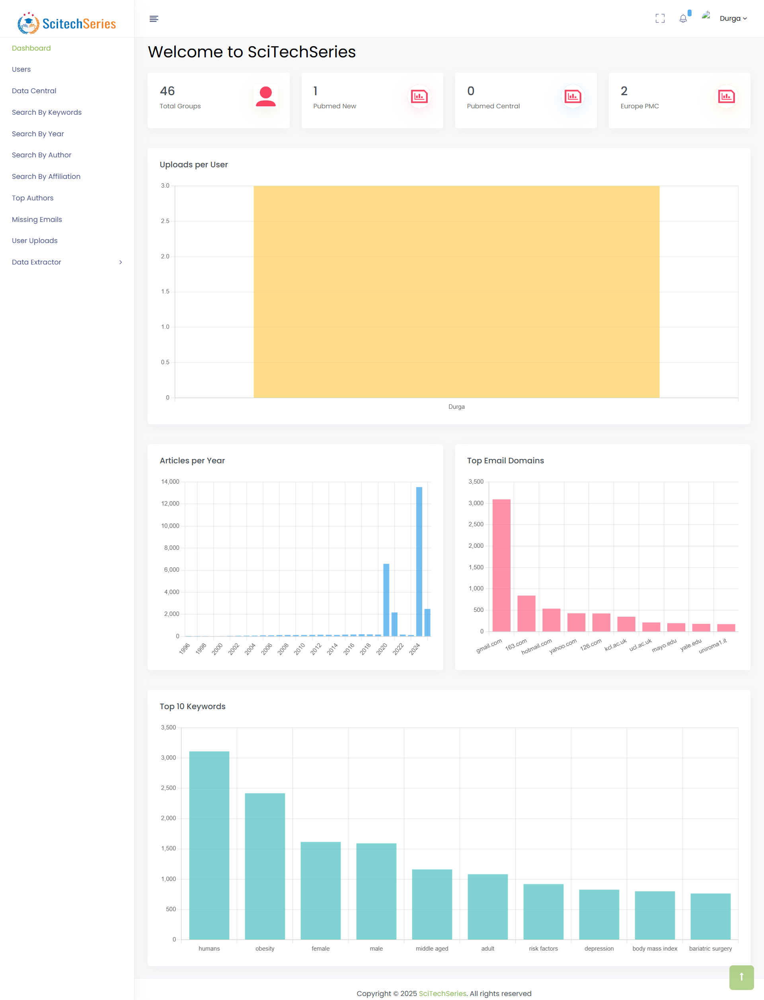 ScitechSeries
Durga
Dashboard
Users
Data Central
Search By Keywords
Search By Year
Search By Author
Search By Affiliation
Top Authors
Missing Emails
User Uploads
Data Extractor
Welcome to SciTechSeries
46
Total Groups
1
Pubmed New
0
Pubmed Central
2
Europe PMC
Uploads per User
3.0
2.5
2.0
1.5
1.0
0.5
0
Durga
Articles per Year
14,000
12,000
10,000
8,000
6,000
4,000
2,000
0
1996 1998 2000 2002 2004 2006 2008 2010 2012 2014 2016 2018 2020 2022 2024
Top Email Domains
3,500
3,000
2,500
2,000
1,500
1,000
500
0
gmail.com 163.com hotmail.com yahoo.com 126.com kcl.ac.uk ucl.ac.uk mayo.edu yale.edu uniroma1.it
Top 10 Keywords
3,500
3,000
2,500
2,000
1,500
1,000
500
0
humans obesity female male middle aged adult risk factors depression body mass index bariatric surgery
Copyright © 2025 SciTechSeries. All rights reserved